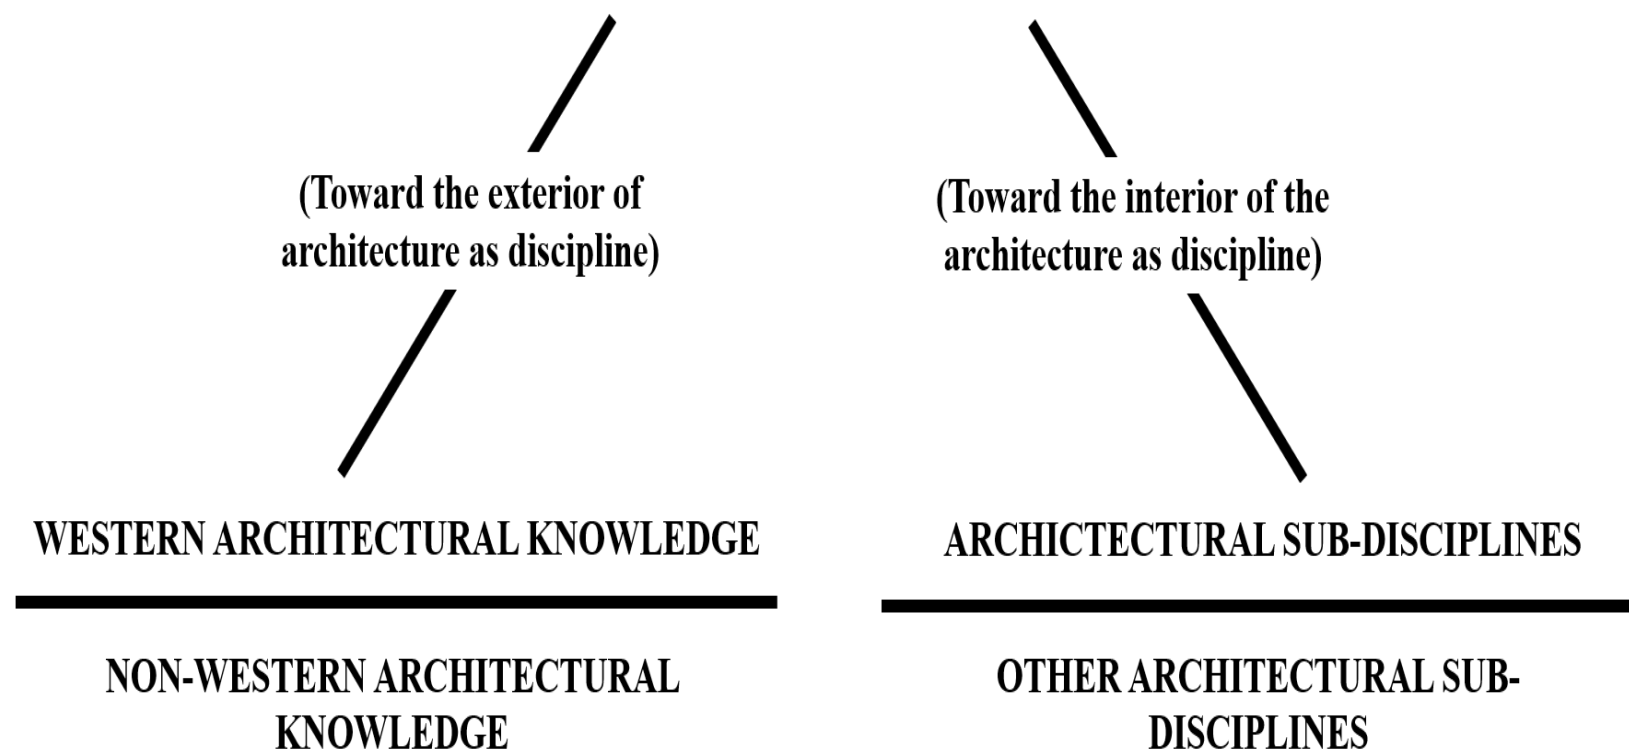 (Toward the exterior of
architecture as discipline)
(Toward the interior of the
architecture as discipline)
WESTERN ARCHITECTURAL KNOWLEDGE
NON-WESTERN ARCHITECTURAL
KNOWLEDGE
ARCHICTECTURAL SUB-DISCIPLINES
OTHER ARCHITECTURAL SUB-
DISCIPLINES